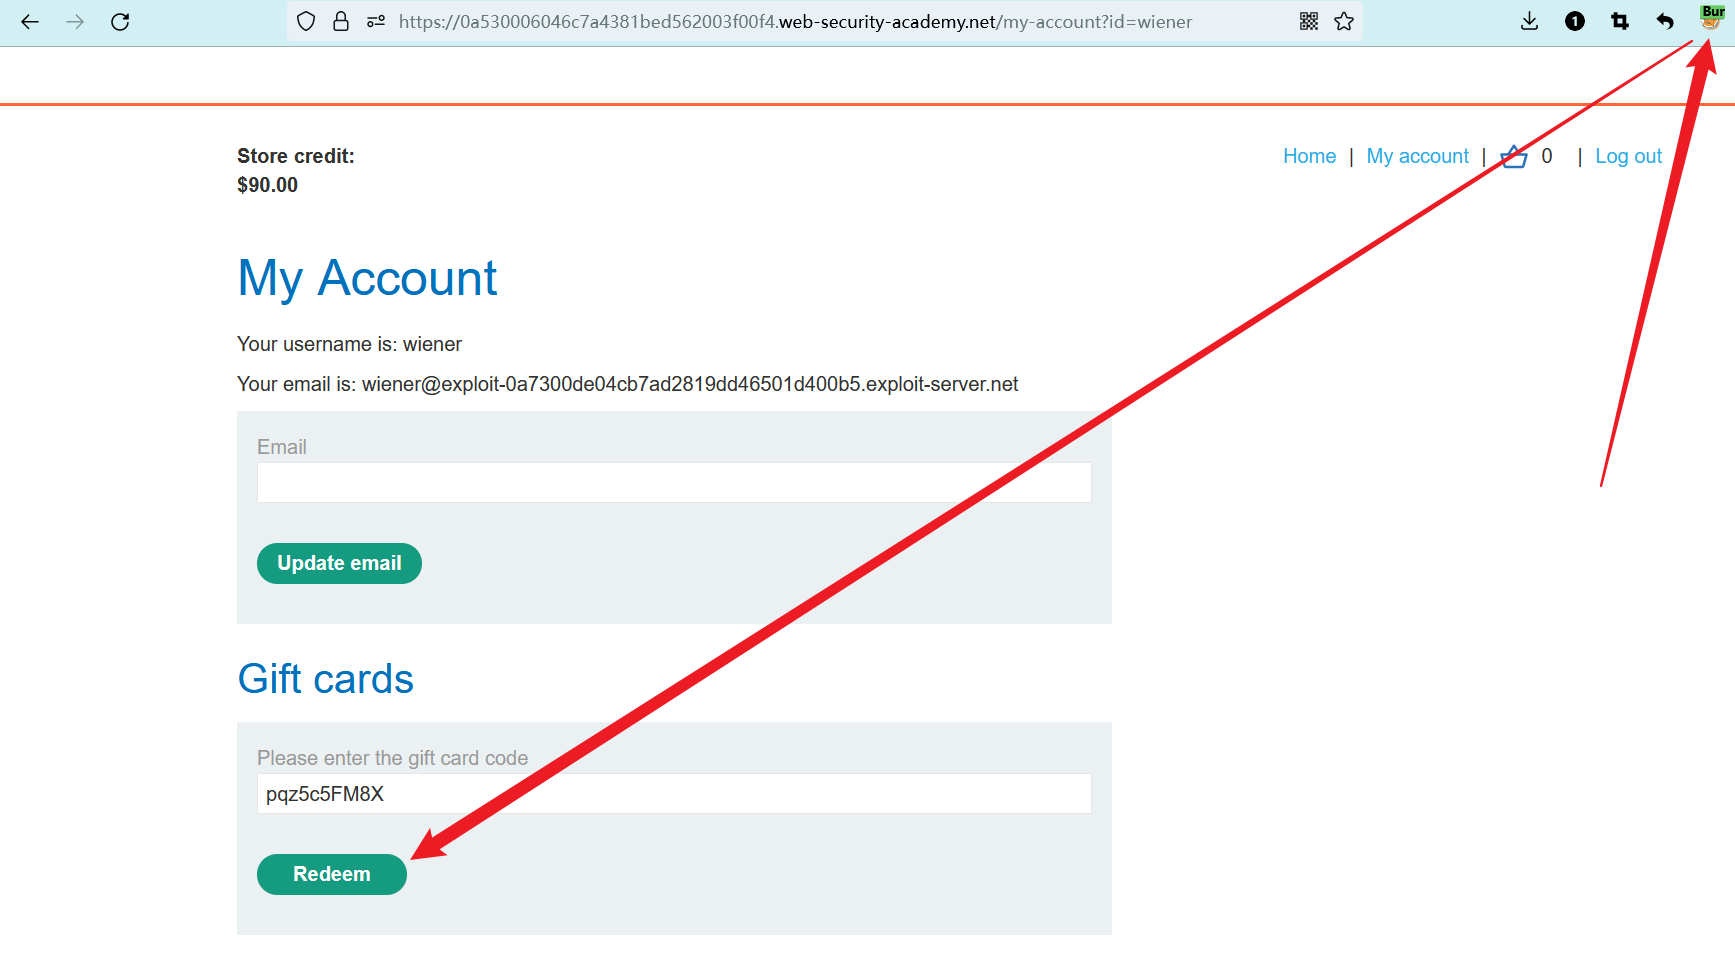 https://0a530006046c7a4381bed562003f00f4.web-security-academy.net/my-account?id=wiener
1
Bur
Store credit:
$90.00
Home | My account | 0 | Log out
My Account
Your username is: wiener
Your email is: wiener@exploit-0a7300de04cb7ad2819dd46501d400b5.exploit-server.net
Email
Update email
Gift cards
Please enter the gift card code
pqz5c5FM8X
Redeem